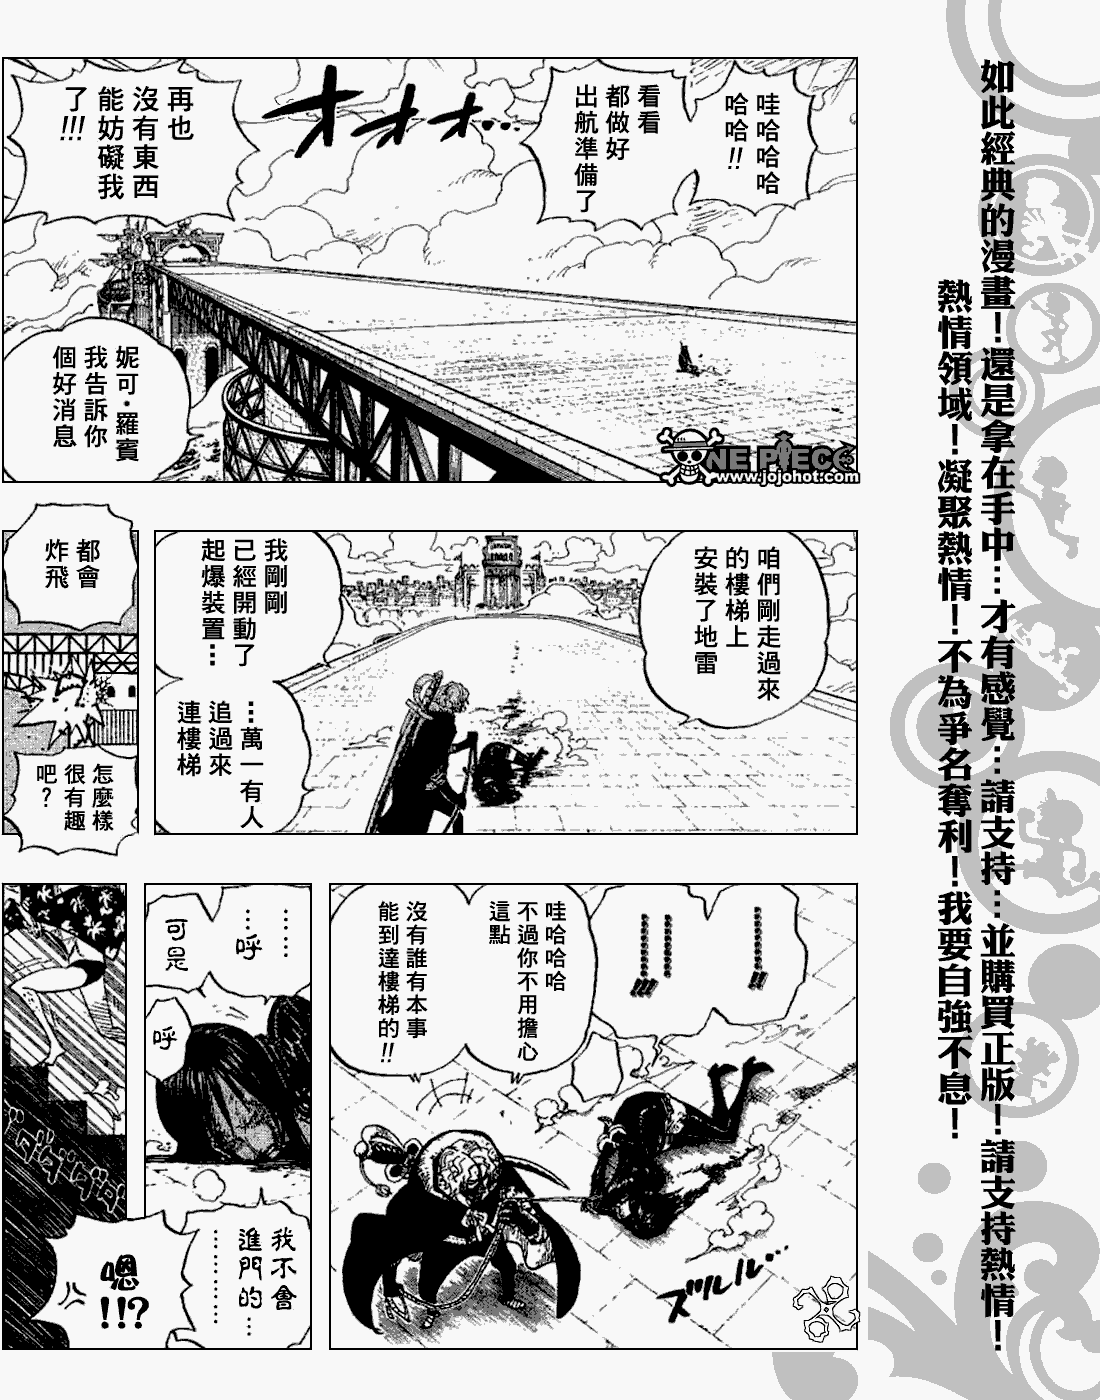 如此經典的漫畫！還是拿在手中…才有感覺…請支持…並購買正版！請支持熱情！
熱情領域！凝聚熱情！不為爭名奪利！我要自強不息！
哇哈哈哈
哈哈!!
看看
都做好
出航準備了
オオオ…
再也
沒有東西
能妨礙我
了!!!
妮可·羅賓
我告訴你
個好消息
ONE PIECE
www.jojohot.com
咱們剛走過來
的樓梯上
安裝了地雷
我剛剛
已經開動了
起爆裝置…
…萬一有人
追過來
連樓梯
都會
炸飛
怎麼樣
很有趣
吧？
………!!
………!!!
哇哈哈哈
不過你不用擔心
這點
沒有誰有本事
能到達樓梯的!!
ズルル…
……
…呼
可是
呼
我不會
進門的…
…………
ゴゴゴゴ
嗯
!!?